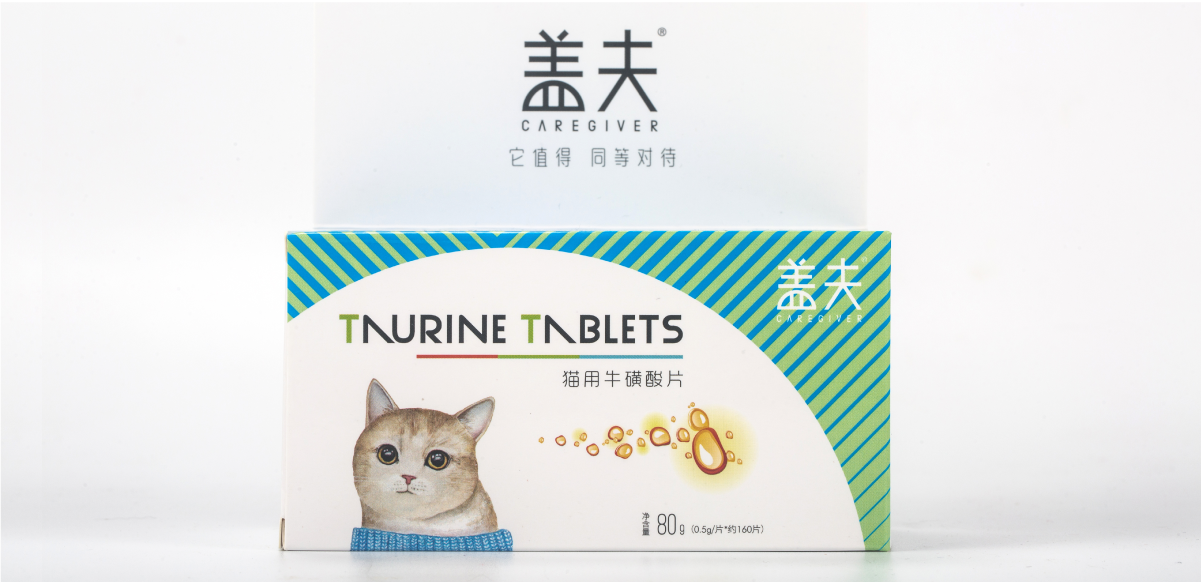 盖夫®
CAREGIVER
它值得 同等对待
盖夫®
CAREGIVER
TAURINE TABLETS
猫用牛磺酸片
净含量 80g (0.5g/片*约160片)